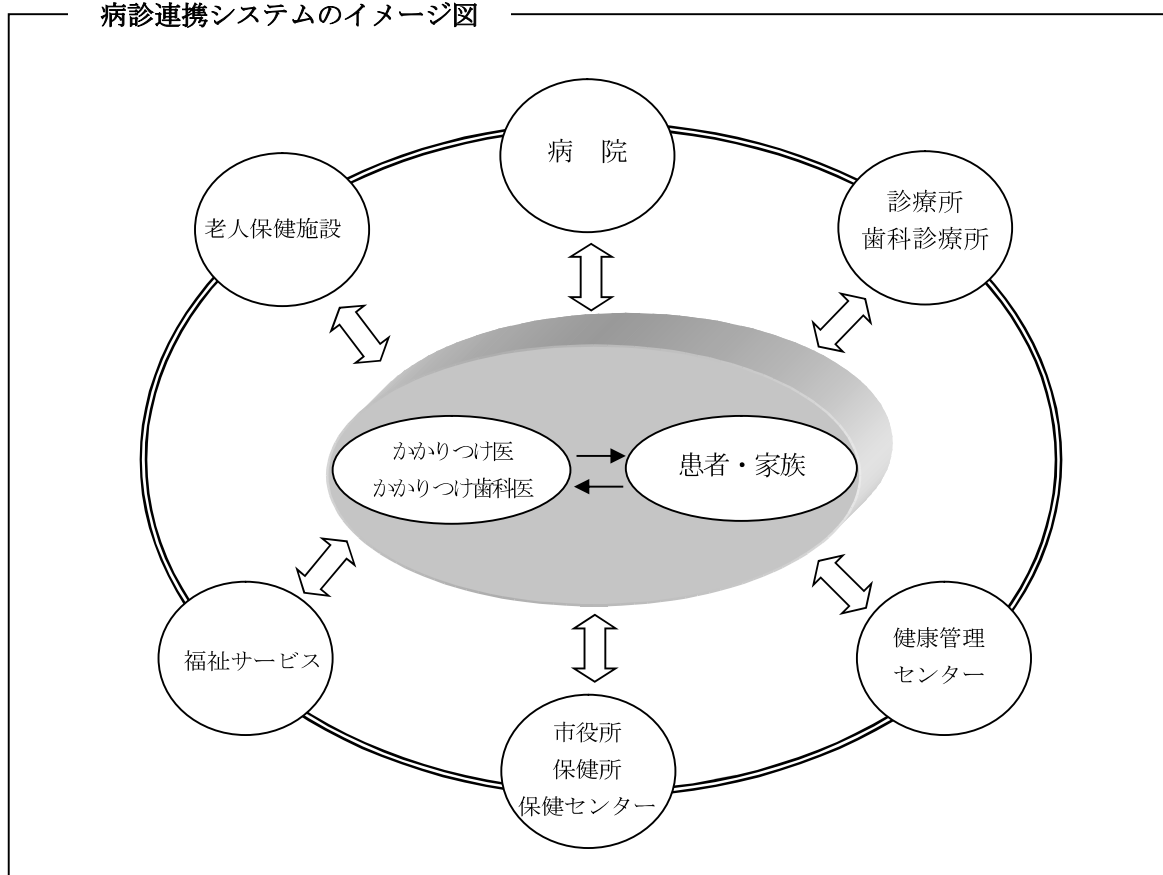 病診連携システムのイメージ図
病　院
老人保健施設
診療所
歯科診療所
かかりつけ医
かかりつけ歯科医
患者・家族
福祉サービス
健康管理
センター
市役所
保健所
保健センター